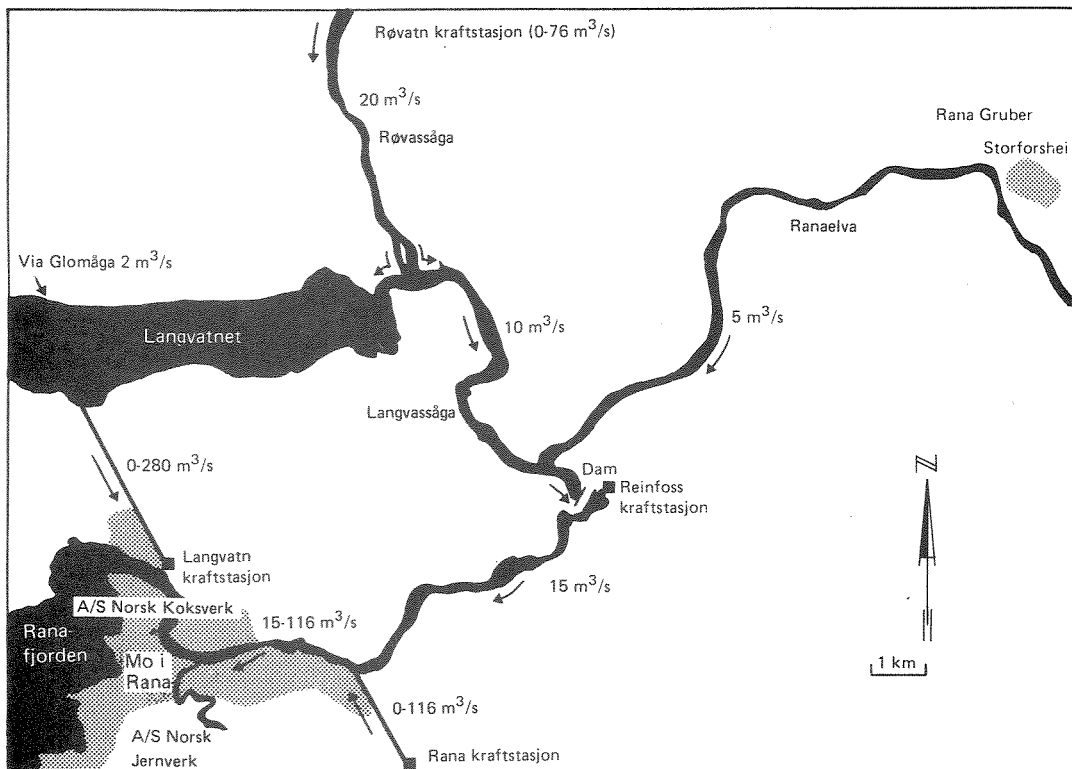 Røvatn kraftstasjon (0-76 m³/s)
20 m³/s
Røvassåga
Rana Gruber
Storforshei
Ranaelva
Via Glomåga 2 m³/s
Langvatnet
10 m³/s
5 m³/s
Langvassåga
0-280 m³/s
Dam
Reinfoss
kraftstasjon
N
Langvatn
kraftstasjon
15 m³/s
A/S Norsk Koksverk
15-116 m³/s
Rana-
fjorden
Mo i
Rana
1 km
0-116 m³/s
A/S Norsk
Jernverk
Rana kraftstasjon